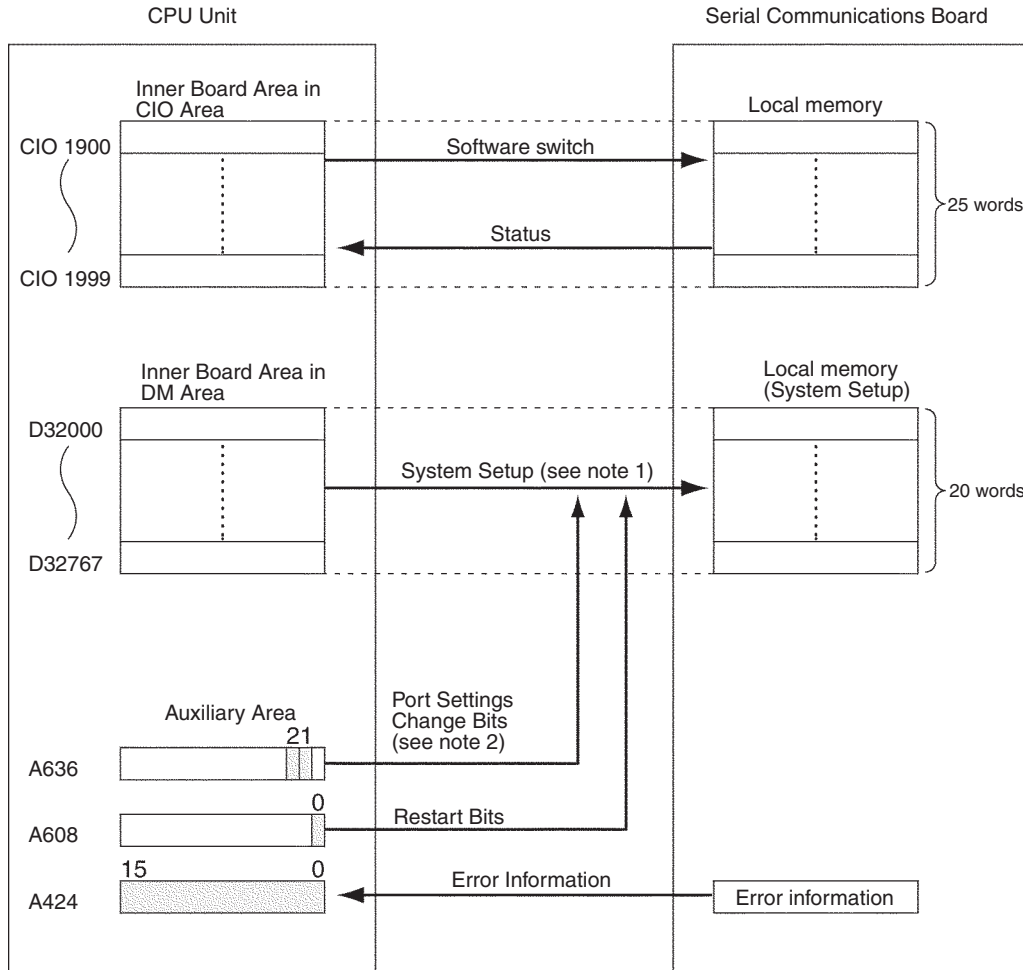 CPU Unit
Serial Communications Board
Inner Board Area in
CIO Area
Local memory
CIO 1900
Software switch
25 words
Status
CIO 1999
Inner Board Area in
DM Area
Local memory
(System Setup)
D32000
System Setup (see note 1)
20 words
D32767
Port Settings
Change Bits
(see note 2)
Auxiliary Area
21
A636
0
A608
Restart Bits
15
0
A424
Error Information
Error information